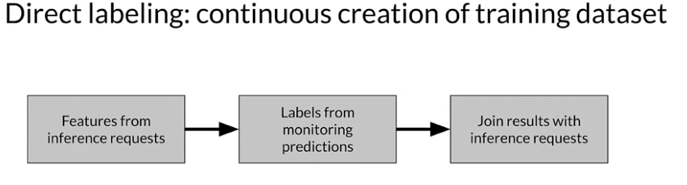 Direct labeling: continuous creation of training dataset
Features from
inference requests
Labels from
monitoring
predictions
Join results with
inference requests